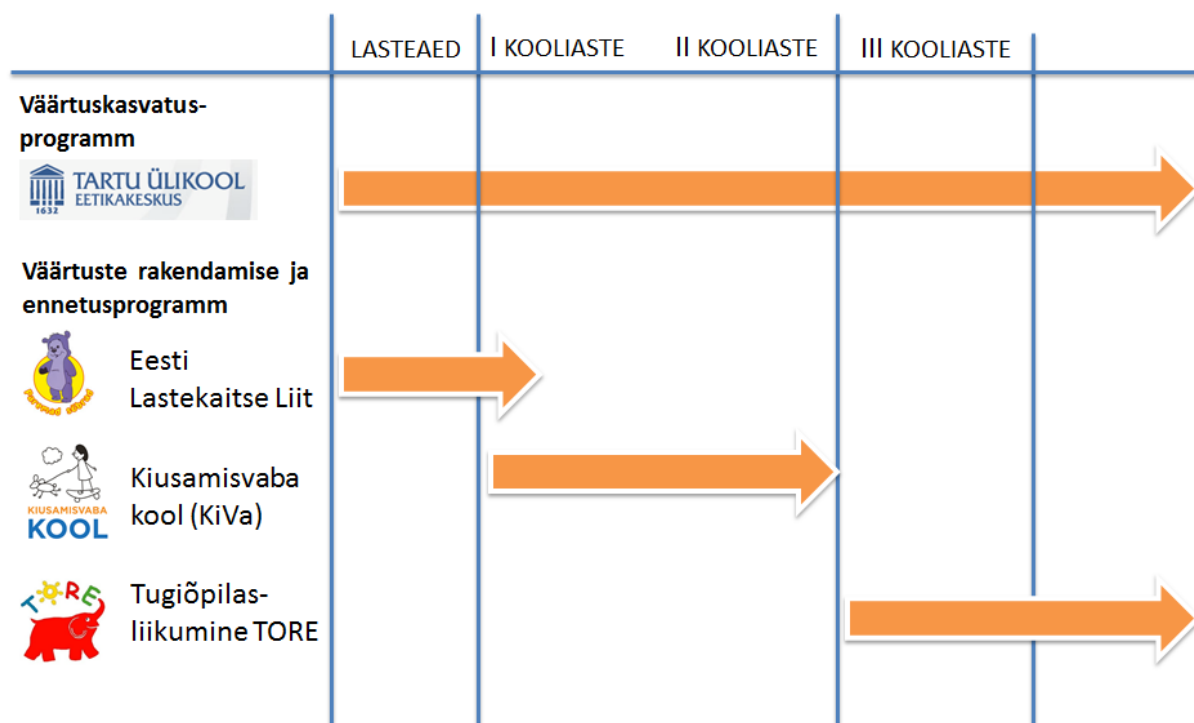 LASTEAED
I KOOLIASTE
II KOOLIASTE
III KOOLIASTE
Väärtuskasvatus-
programm
TARTU ÜLIKOOL
EETIKAKESKUS
1632
Väärtuste rakendamise ja
ennetusprogramm
Eesti
Lastekaitse Liit
KIUSAMISVABA
KOOL
Kiusamisvaba
kool (KiVa)
TORE
Tugiõpilas-
liikumine TORE